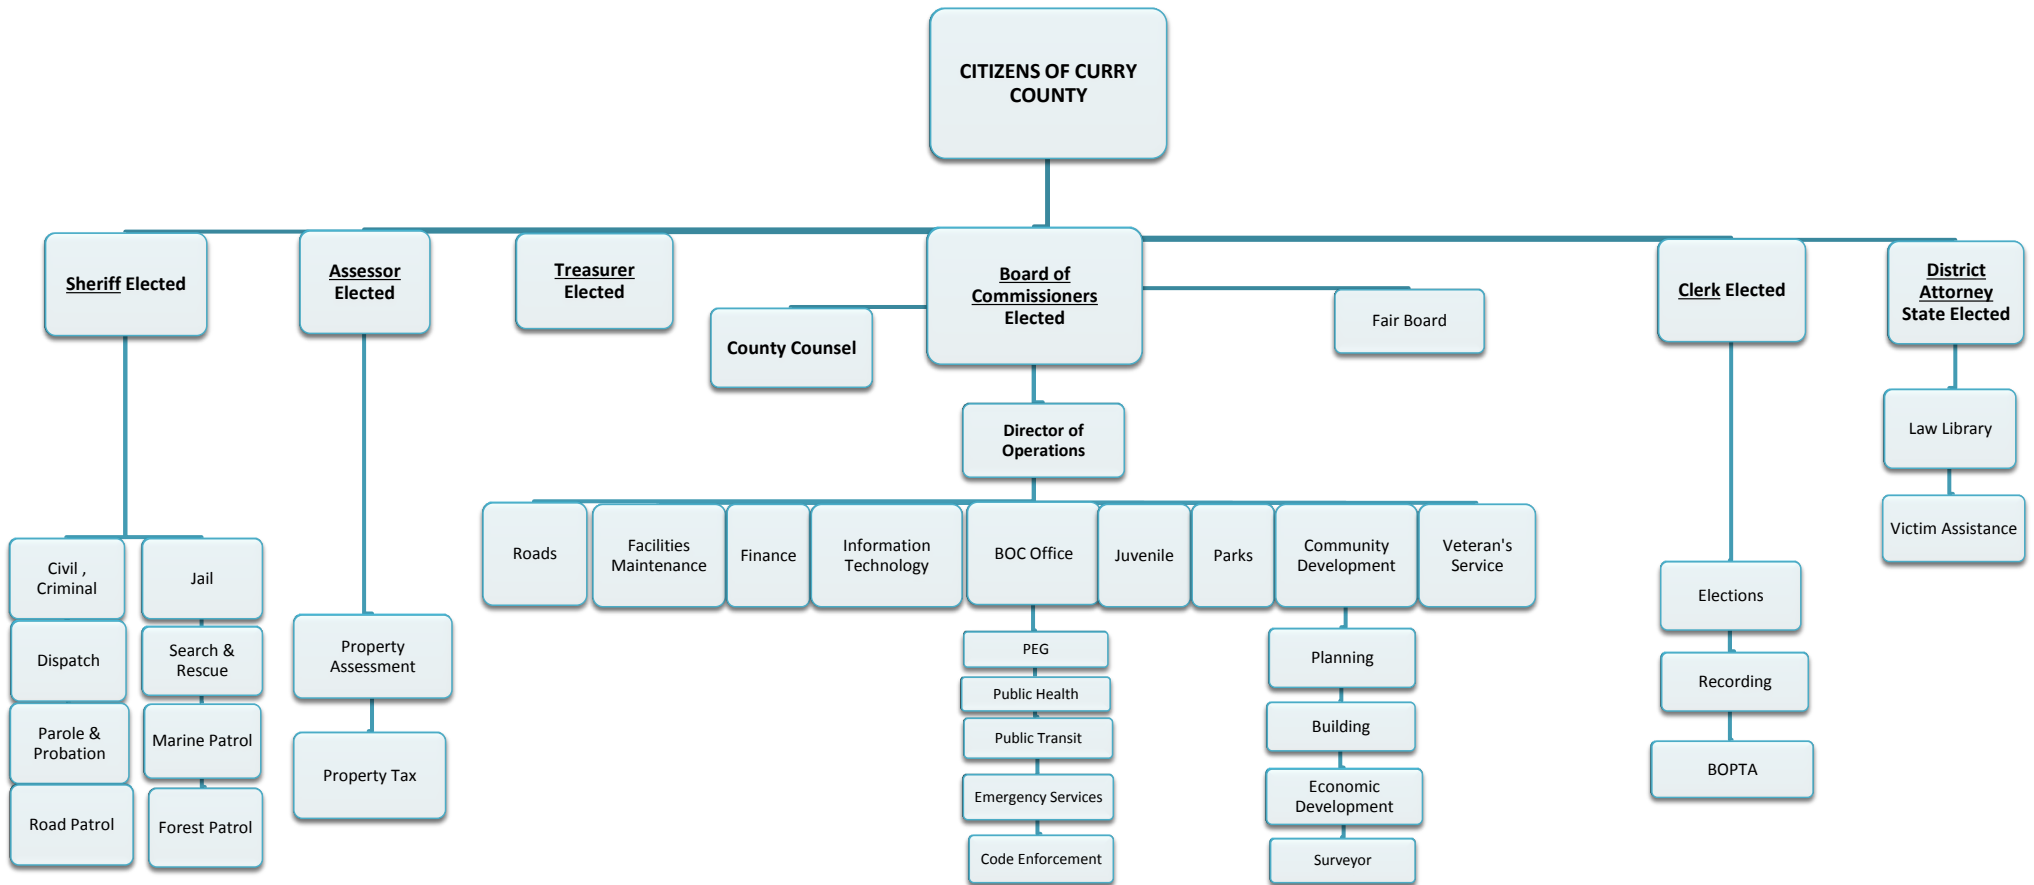 CITIZENS OF CURRY
COUNTY
Sheriff Elected
Assessor
Elected
Treasurer
Elected
Board of
Commissioners
Elected
Clerk Elected
District
Attorney
State Elected
County Counsel
Fair Board
Director of
Operations
Law Library
Victim Assistance
Roads
Facilities
Maintenance
Finance
Information
Technology
BOC Office
Juvenile
Parks
Community
Development
Veteran's
Service
Civil ,
Criminal
Dispatch
Parole &
Probation
Road Patrol
Jail
Search &
Rescue
Marine Patrol
Forest Patrol
Property
Assessment
Property Tax
PEG
Public Health
Public Transit
Emergency Services
Code Enforcement
Planning
Building
Economic
Development
Surveyor
Elections
Recording
BOPTA